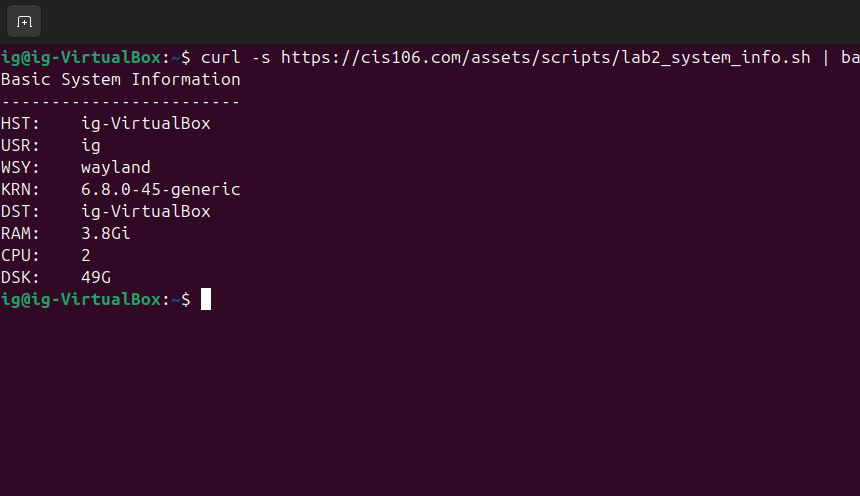 ig@ig-VirtualBox:~$ curl -s https://cis106.com/assets/scripts/lab2_system_info.sh | ba
Basic System Information
------------------------
HST:    ig-VirtualBox
USR:    ig
WSY:    wayland
KRN:    6.8.0-45-generic
DST:    ig-VirtualBox
RAM:    3.8Gi
CPU:    2
DSK:    49G
ig@ig-VirtualBox:~$